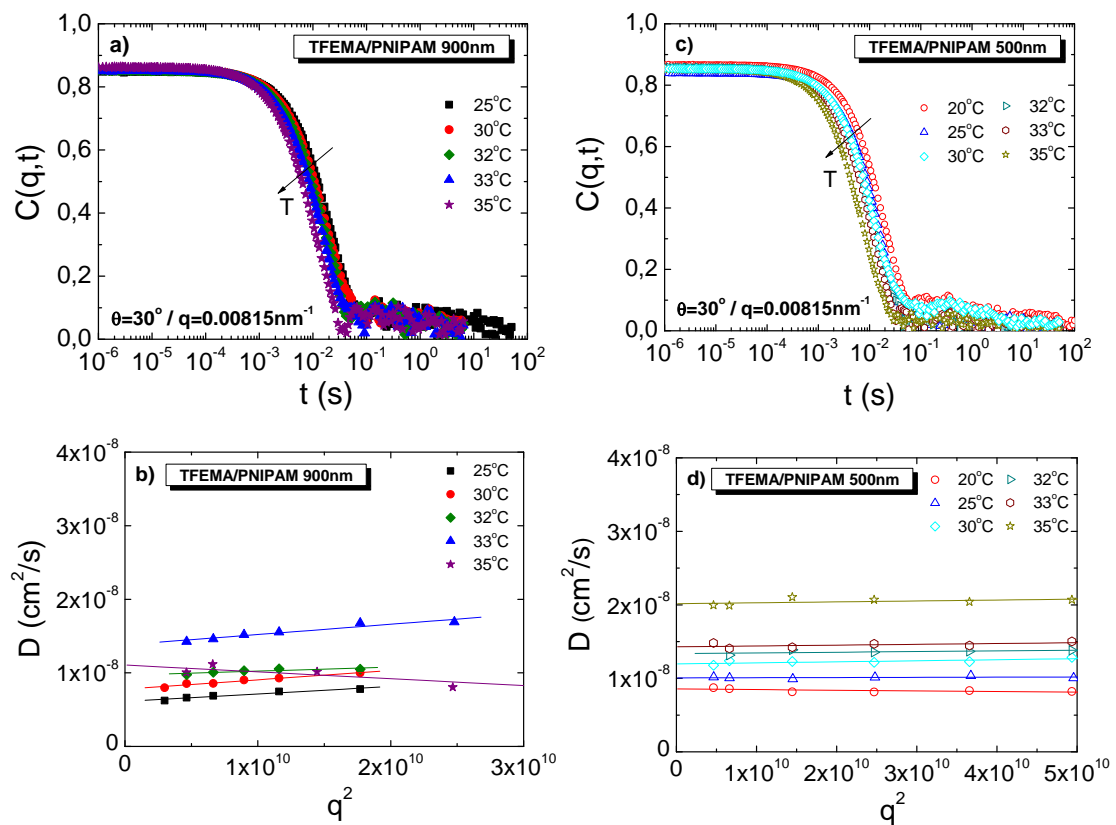 a)
TFEMA/PNIPAM 900nm
1,0
0,8
0,6
0,4
0,2
0,0
C(q,t)
25°C
30°C
32°C
33°C
35°C
T
θ=30° / q=0.00815nm⁻¹
10⁻⁶ 10⁻⁵ 10⁻⁴ 10⁻³ 10⁻² 10⁻¹ 10⁰ 10¹ 10²
t (s)
c)
TFEMA/PNIPAM 500nm
1,0
0,8
0,6
0,4
0,2
0,0
C(q,t)
20°C 32°C
25°C 33°C
30°C 35°C
T
θ=30° / q=0.00815nm⁻¹
10⁻⁶ 10⁻⁵ 10⁻⁴ 10⁻³ 10⁻² 10⁻¹ 10⁰ 10¹ 10²
t (s)
b)
TFEMA/PNIPAM 900nm
4x10⁻⁸
3x10⁻⁸
2x10⁻⁸
1x10⁻⁸
0
D (cm²/s)
25°C
30°C
32°C
33°C
35°C
0 1x10¹⁰ 2x10¹⁰ 3x10¹⁰
q²
d)
TFEMA/PNIPAM 500nm
4x10⁻⁸
3x10⁻⁸
2x10⁻⁸
1x10⁻⁸
0
D (cm²/s)
20°C 32°C
25°C 33°C
30°C 35°C
0 1x10¹⁰ 2x10¹⁰ 3x10¹⁰ 4x10¹⁰ 5x10¹⁰
q²